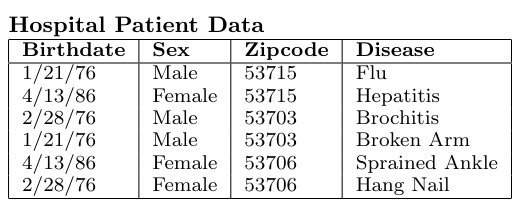 Hospital Patient Data
Birthdate Sex Zipcode Disease
1/21/76 Male 53715 Flu
4/13/86 Female 53715 Hepatitis
2/28/76 Male 53703 Brochitis
1/21/76 Male 53703 Broken Arm
4/13/86 Female 53706 Sprained Ankle
2/28/76 Female 53706 Hang Nail